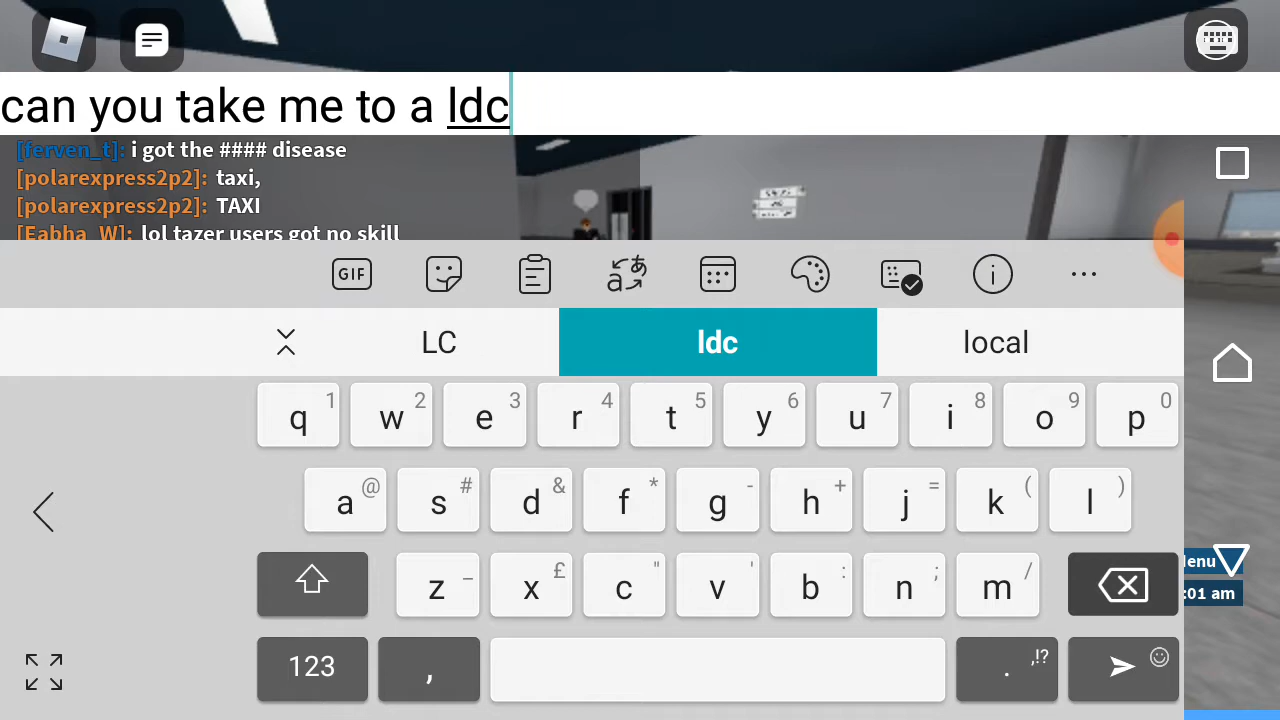 can you take me to a ldc
[ferven_t]: i got the #### disease
[polarexpress2p2]: taxi,
[polarexpress2p2]: TAXI
[Eabha_W]: lol tazer users got no skill
GIF
LC ldc local
q 1 w 2 e 3 r 4 t 5 y 6 u 7 i 8 o 9 p 0
a @ s # d & f * g - h + j = k ( l )
z _ x £ c " v ' b : n ; m /
enu
:01 am
123 , . ,!?